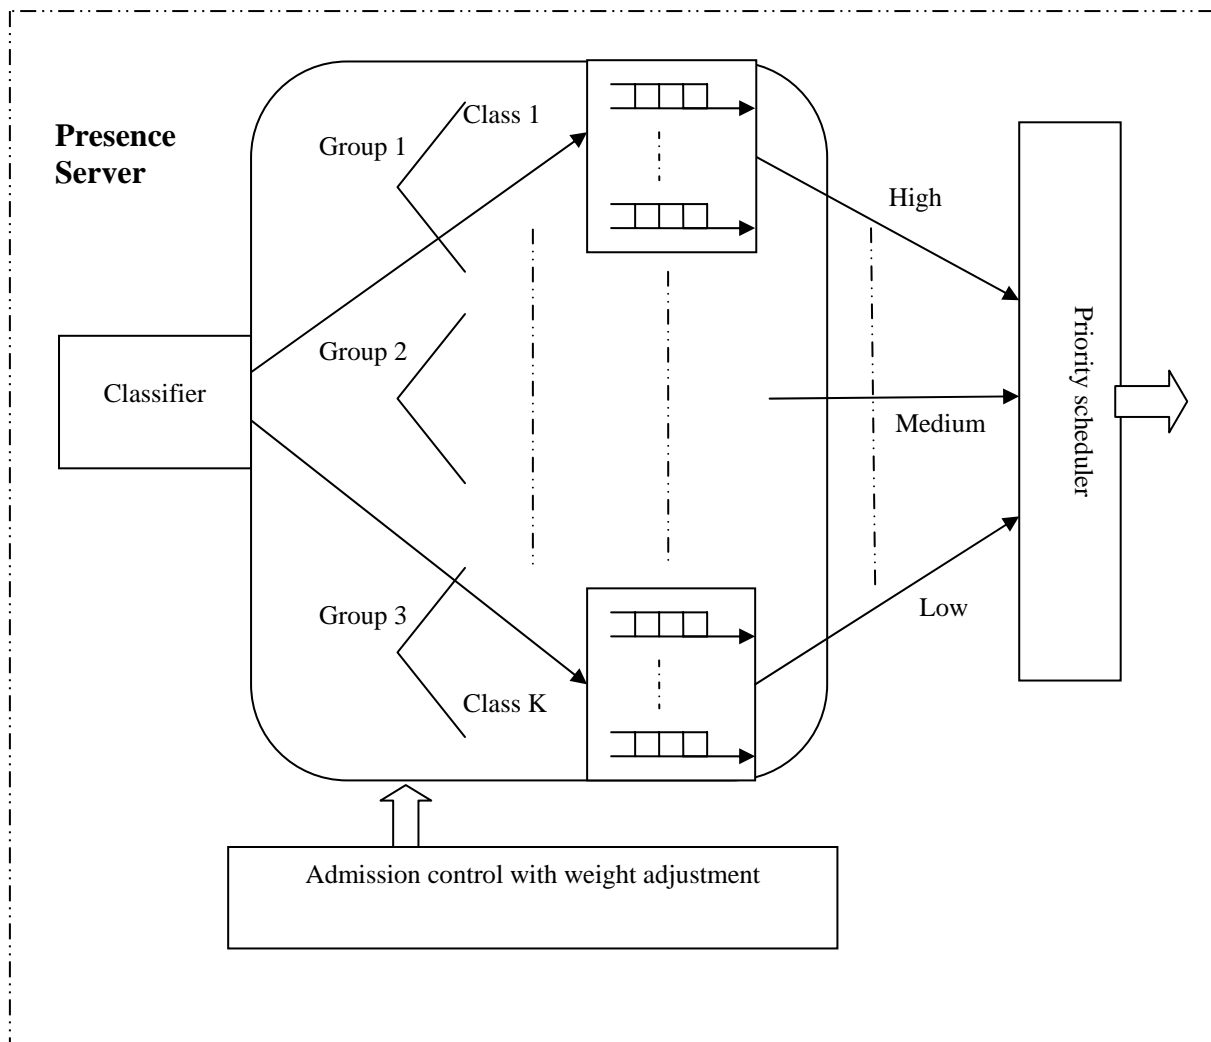 Presence
Server
Class 1
Group 1
High
Group 2
Classifier
Medium
Priority scheduler
Group 3
Low
Class K
Admission control with weight adjustment